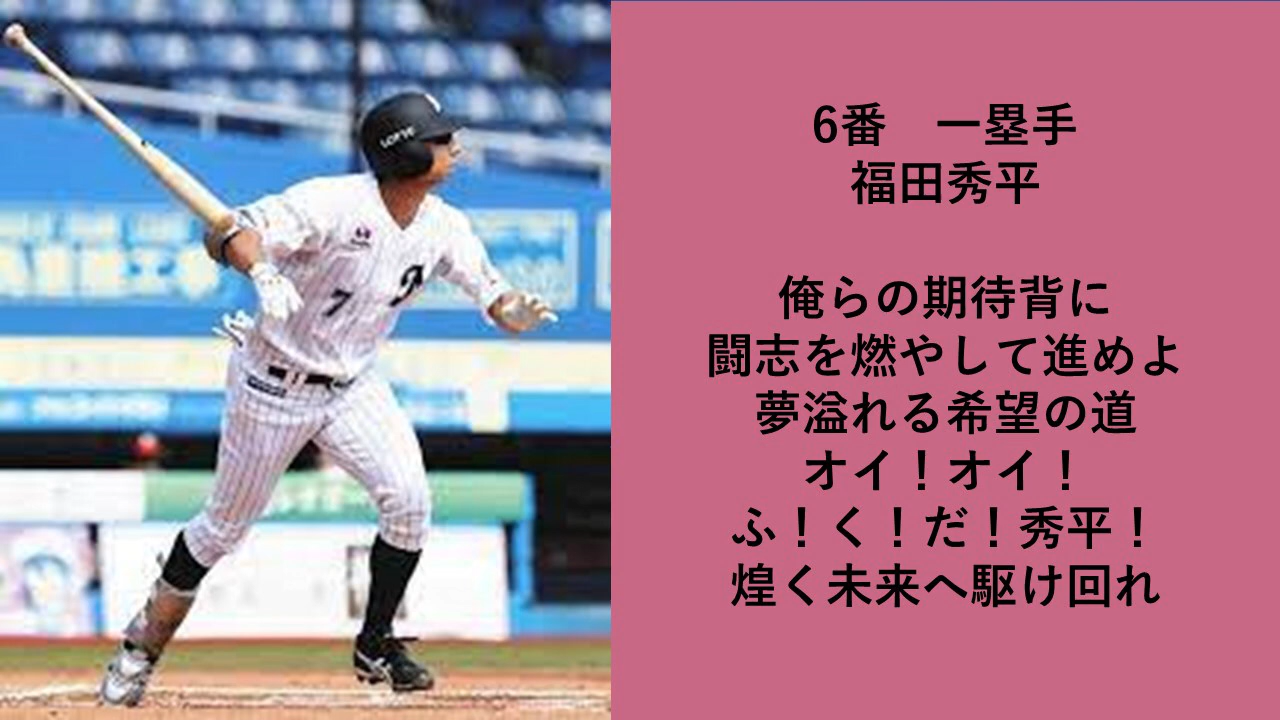 LOTTE
7
6番　一塁手
福田秀平
俺らの期待背に
闘志を燃やして進めよ
夢溢れる希望の道
オイ！オイ！
ふ！く！だ！秀平！
煌く未来へ駆け回れ